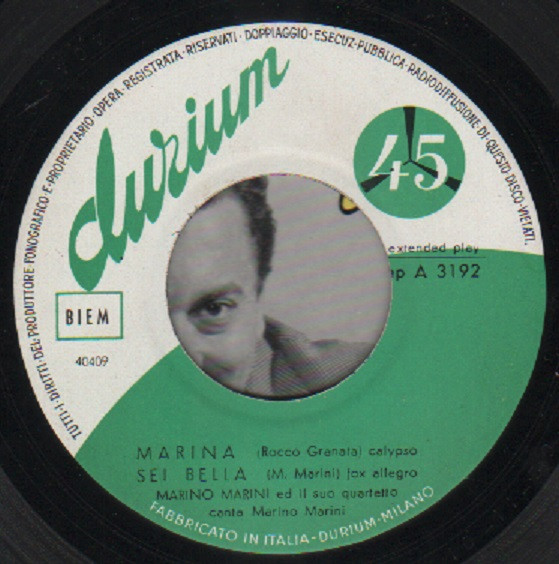 TUTTI·I·DIRITTI·DEL·PRODUTTORE FONOGRAFICO E·PROPRIETARIO·OPERA·REGISTRATA·RISERVATI·DOPPIAGGIO·ESECUZ·PUBBLICA·RADIODIFFUSIONE·DI·QUESTO·DISCO·VIETATI.
durium
45
extended play
A 3192
BIEM
40409
MARINA (Rocco Granata) calypso
SEI BELLA (M. Marini) fox allegro
MARINO MARINI ed il suo quartetto
canta Marino Marini
FABBRICATO IN ITALIA-DURIUM-MILANO